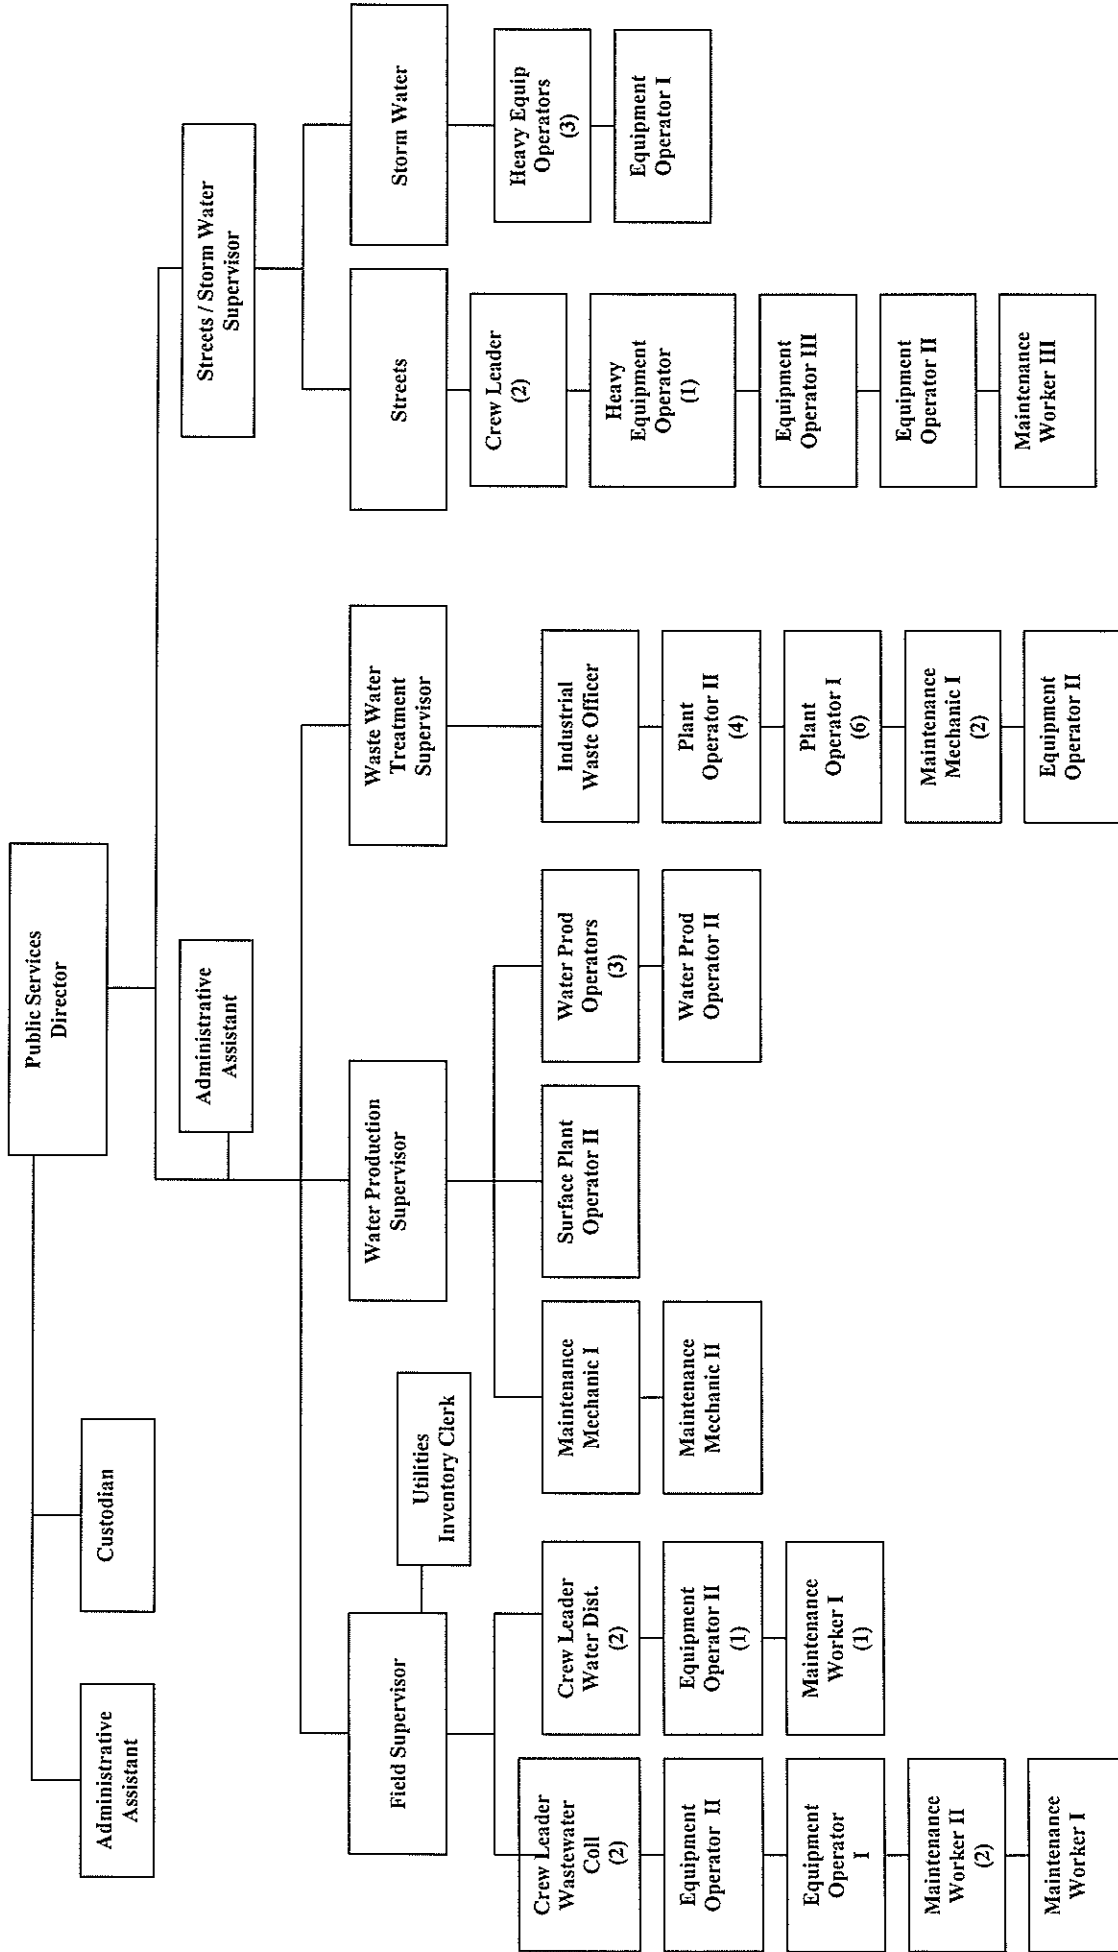 Public Services
Director
Administrative
Assistant
Custodian
Administrative
Assistant
Streets / Storm Water
Supervisor
Field Supervisor
Utilities
Inventory Clerk
Water Production
Supervisor
Waste Water
Treatment
Supervisor
Streets
Storm Water
Crew Leader
Wastewater
Coll
(2)
Equipment
Operator II
Equipment
Operator
I
Maintenance
Worker II
(2)
Maintenance
Worker I
Crew Leader
Water Dist.
(2)
Equipment
Operator II
(1)
Maintenance
Worker I
(1)
Maintenance
Mechanic I
Maintenance
Mechanic II
Surface Plant
Operator II
Water Prod
Operators
(3)
Water Prod
Operator II
Industrial
Waste Officer
Plant
Operator II
(4)
Plant
Operator I
(6)
Maintenance
Mechanic I
(2)
Equipment
Operator II
Crew Leader
(2)
Heavy
Equipment
Operator
(1)
Equipment
Operator III
Equipment
Operator II
Maintenance
Worker III
Heavy Equip
Operators
(3)
Equipment
Operator I